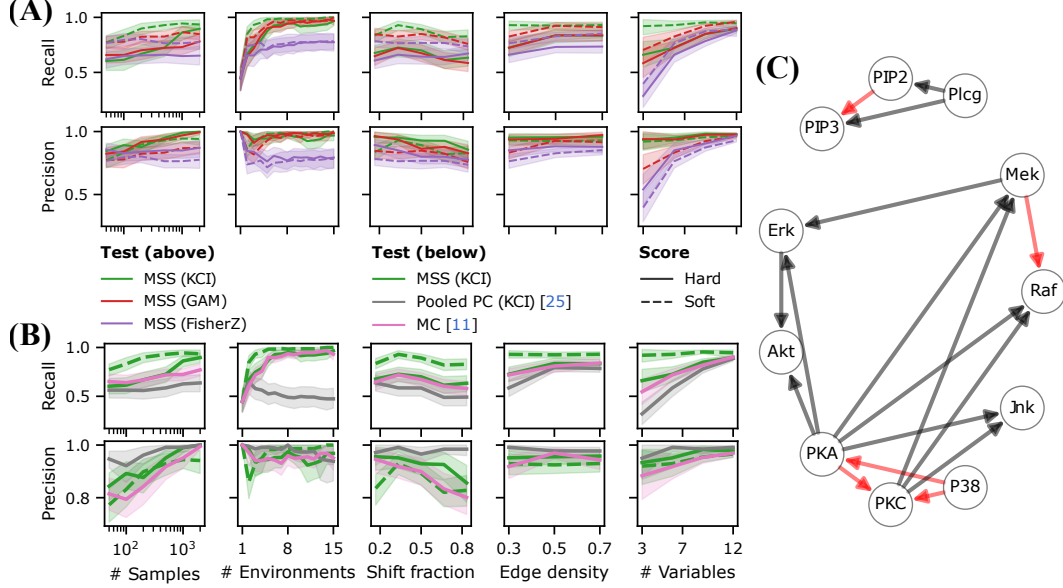 (A)
Recall
1.0
0.5
Precision
1.0
0.5
Test (above)
MSS (KCI)
MSS (GAM)
MSS (FisherZ)
Test (below)
MSS (KCI)
Pooled PC (KCI) [25]
MC [11]
Score
Hard
Soft
(B)
Recall
1.0
0.5
0.0
Precision
1.0
0.8
10² 10³
# Samples
1 8 15
# Environments
0.2 0.5 0.8
Shift fraction
0.3 0.5 0.7
Edge density
3 7 12
# Variables
(C)
PIP2
Plcg
PIP3
Mek
Erk
Raf
Akt
Jnk
PKA
P38
PKC